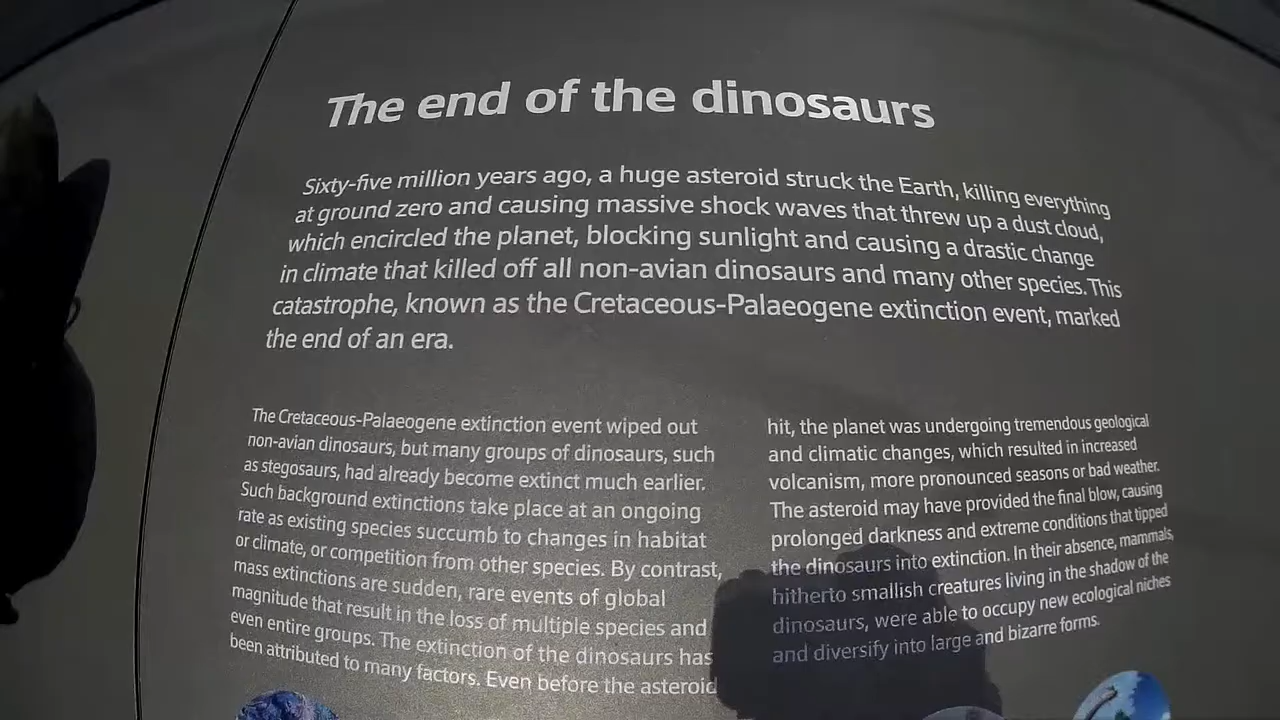 The end of the dinosaurs
Sixty-five million years ago, a huge asteroid struck the Earth, killing everything
at ground zero and causing massive shock waves that threw up a dust cloud,
which encircled the planet, blocking sunlight and causing a drastic change
in climate that killed off all non-avian dinosaurs and many other species. This
catastrophe, known as the Cretaceous-Palaeogene extinction event, marked
the end of an era.
The Cretaceous-Palaeogene extinction event wiped out
non-avian dinosaurs, but many groups of dinosaurs, such
as stegosaurs, had already become extinct much earlier.
Such background extinctions take place at an ongoing
rate as existing species succumb to changes in habitat
or climate, or competition from other species. By contrast,
mass extinctions are sudden, rare events of global
magnitude that result in the loss of multiple species and
even entire groups. The extinction of the dinosaurs has
been attributed to many factors. Even before the asteroid
hit, the planet was undergoing tremendous geological
and climatic changes, which resulted in increased
volcanism, more pronounced seasons or bad weather.
The asteroid may have provided the final blow, causing
prolonged darkness and extreme conditions that tipped
the dinosaurs into extinction. In their absence, mammals,
hitherto smallish creatures living in the shadow of the
dinosaurs, were able to occupy new ecological niches
and diversify into large and bizarre forms.